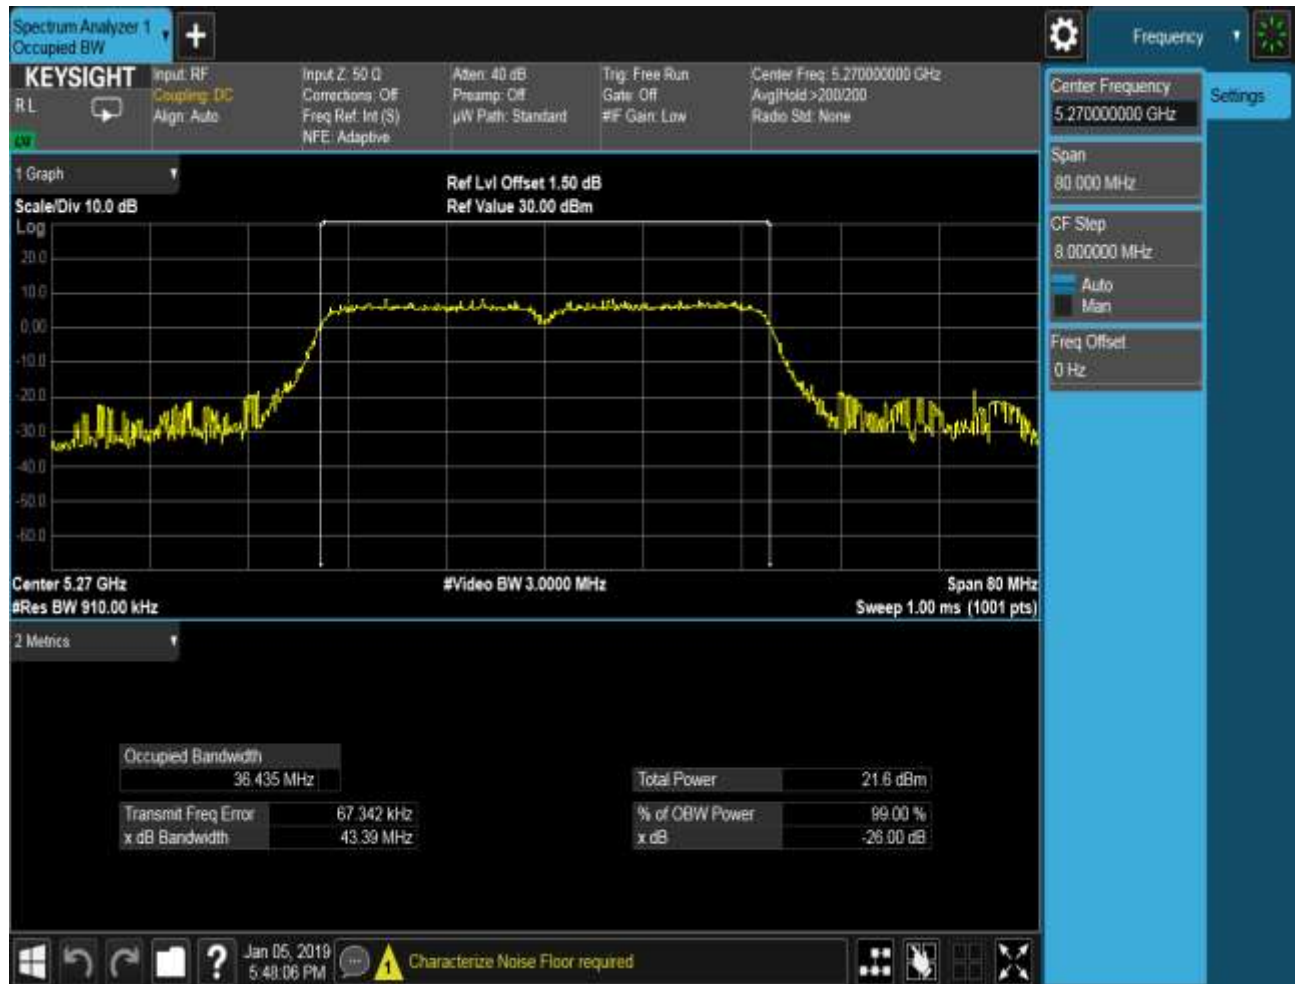 Spectrum Analyzer 1
Occupied BW
Frequency
KEYSIGHT
R L
Input: RF
Coupling: DC
Align: Auto
Input Z: 50 Ω
Corrections: Off
Freq Ref: Int (S)
NFE: Adaptive
Atten: 40 dB
Preamp: Off
µW Path: Standard
Trig: Free Run
Gate: Off
#IF Gain: Low
Center Freq: 5.270000000 GHz
Avg|Hold:>200/200
Radio Std: None
Center Frequency
5.270000000 GHz
Settings
Span
80.000 MHz
CF Step
8.000000 MHz
Auto
Man
Freq Offset
0 Hz
1 Graph
Scale/Div 10.0 dB
Ref Lvl Offset 1.50 dB
Ref Value 30.00 dBm
Log
20.0
10.0
0.00
-10.0
-20.0
-30.0
-40.0
-50.0
-60.0
Center 5.27 GHz
#Video BW 3.0000 MHz
Span 80 MHz
#Res BW 910.00 kHz
Sweep 1.00 ms (1001 pts)
2 Metrics
Occupied Bandwidth
36.435 MHz
Total Power 21.6 dBm
Transmit Freq Error 67.342 kHz
% of OBW Power 99.00 %
x dB Bandwidth 43.39 MHz
x dB -26.00 dB
Jan 05, 2019
5:48:06 PM
1
Characterize Noise Floor required